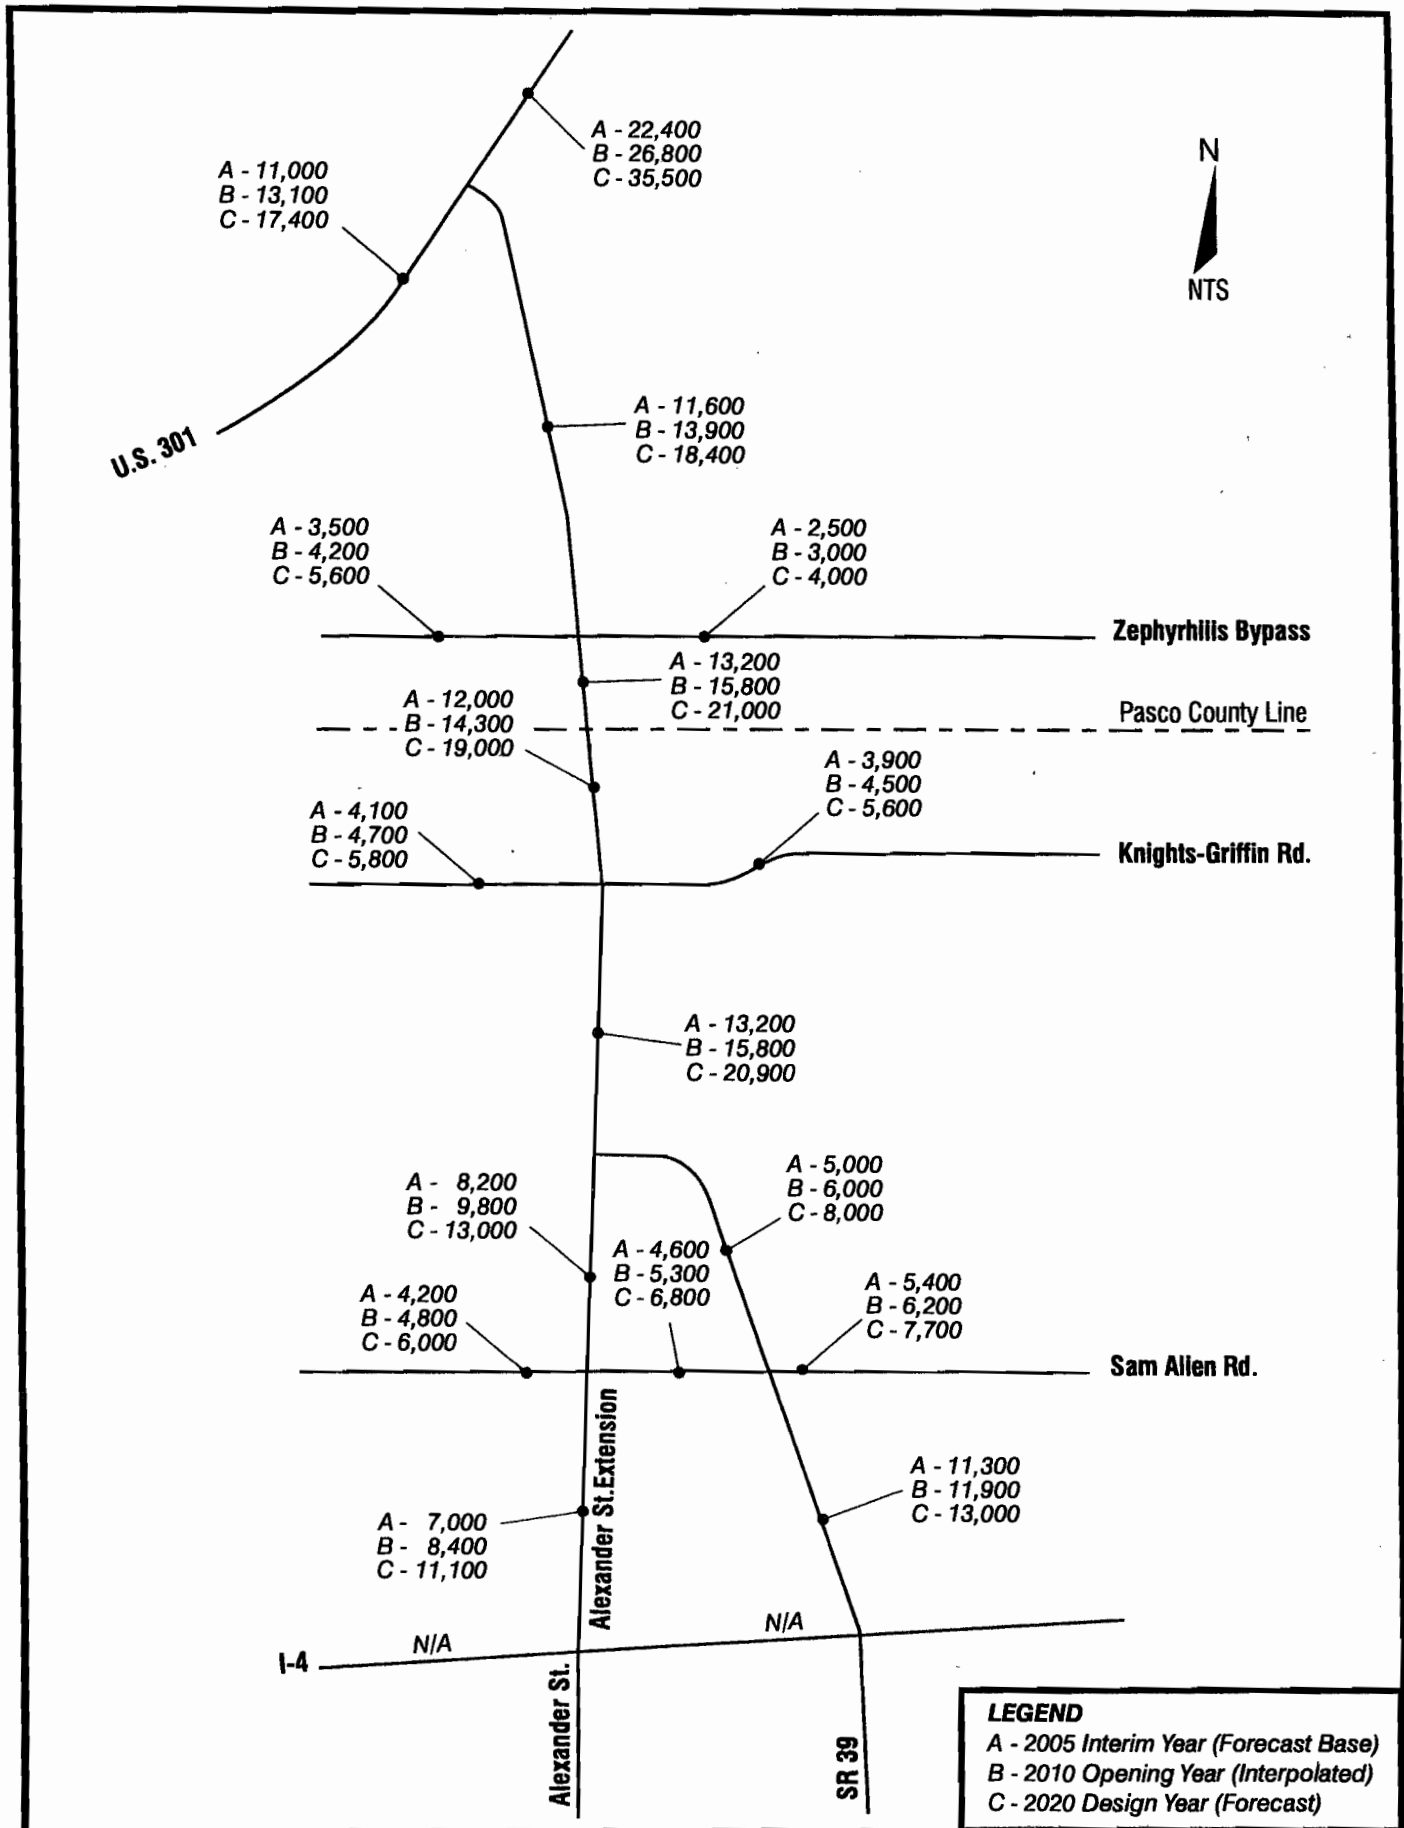 A - 22,400
B - 26,800
C - 35,500
N
NTS
A - 11,000
B - 13,100
C - 17,400
U.S. 301
A - 11,600
B - 13,900
C - 18,400
A - 3,500
B - 4,200
C - 5,600
A - 2,500
B - 3,000
C - 4,000
Zephyrhills Bypass
A - 13,200
B - 15,800
C - 21,000
A - 12,000
B - 14,300
C - 19,000
Pasco County Line
A - 3,900
B - 4,500
C - 5,600
A - 4,100
B - 4,700
C - 5,800
Knights-Griffin Rd.
A - 13,200
B - 15,800
C - 20,900
A - 8,200
B - 9,800
C - 13,000
A - 5,000
B - 6,000
C - 8,000
A - 4,600
B - 5,300
C - 6,800
A - 4,200
B - 4,800
C - 6,000
A - 5,400
B - 6,200
C - 7,700
Sam Allen Rd.
Alexander St.Extension
A - 11,300
B - 11,900
C - 13,000
A - 7,000
B - 8,400
C - 11,100
N/A
N/A
I-4
Alexander St.
SR 39
LEGEND
A - 2005 Interim Year (Forecast Base)
B - 2010 Opening Year (Interpolated)
C - 2020 Design Year (Forecast)